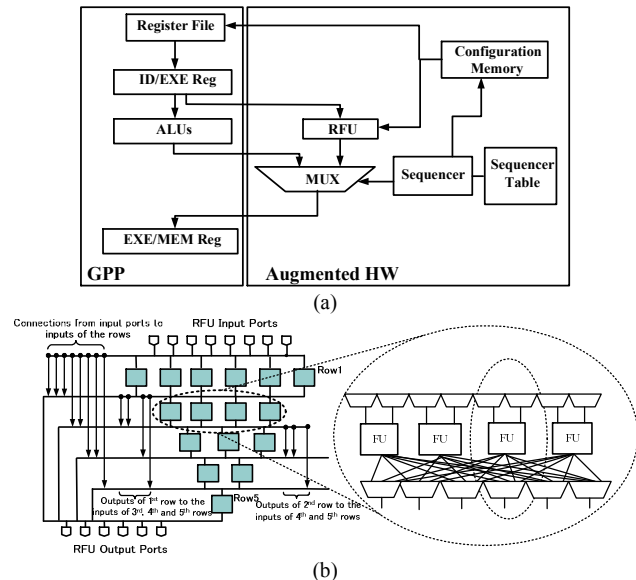 Register File
Configuration
Memory
ID/EXE Reg
ALUs
RFU
MUX
Sequencer
Sequencer
Table
EXE/MEM Reg
GPP
Augmented HW
(a)
Connections from input ports to
inputs of the rows
RFU Input Ports
Row1
FU
FU
FU
FU
Row5
Outputs of 1st row to the
inputs of 3rd, 4th and 5th rows
Outputs of 2nd row to the
inputs of 4th and 5th rows
RFU Output Ports
(b)